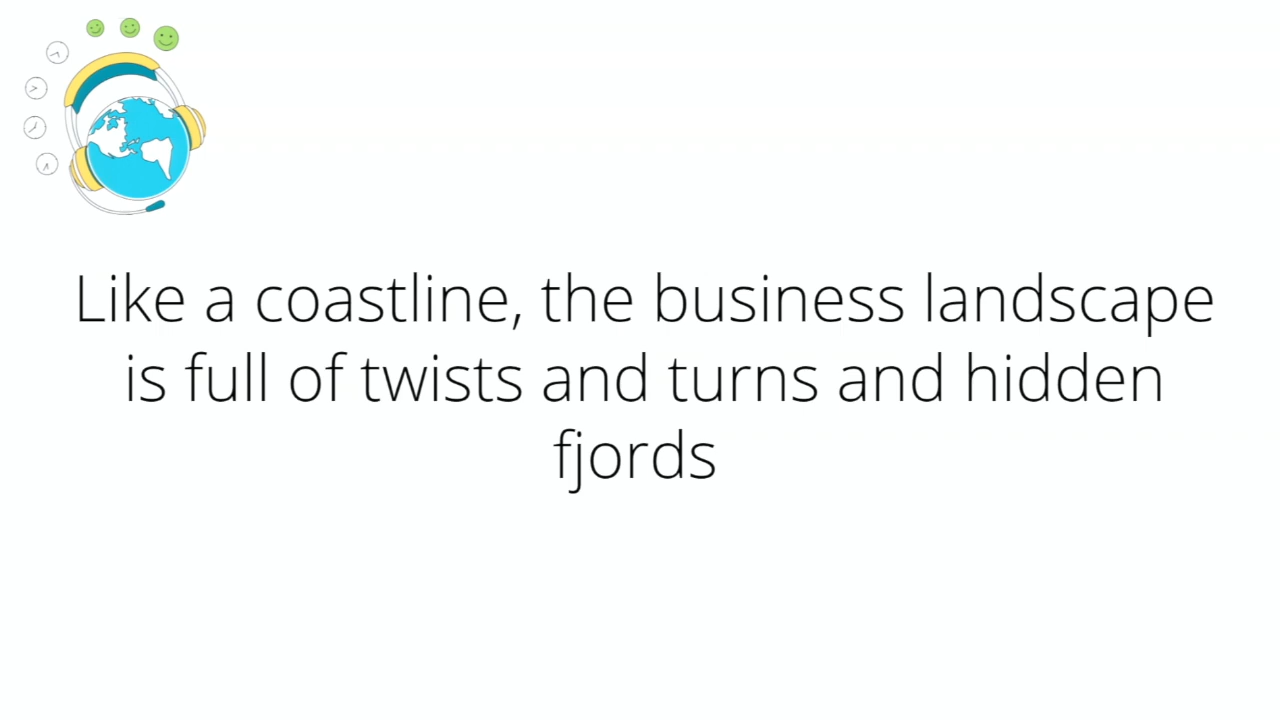 Like a coastline, the business landscape
is full of twists and turns and hidden
fjords